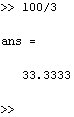 >> 100/3
ans =
33.3333
>>